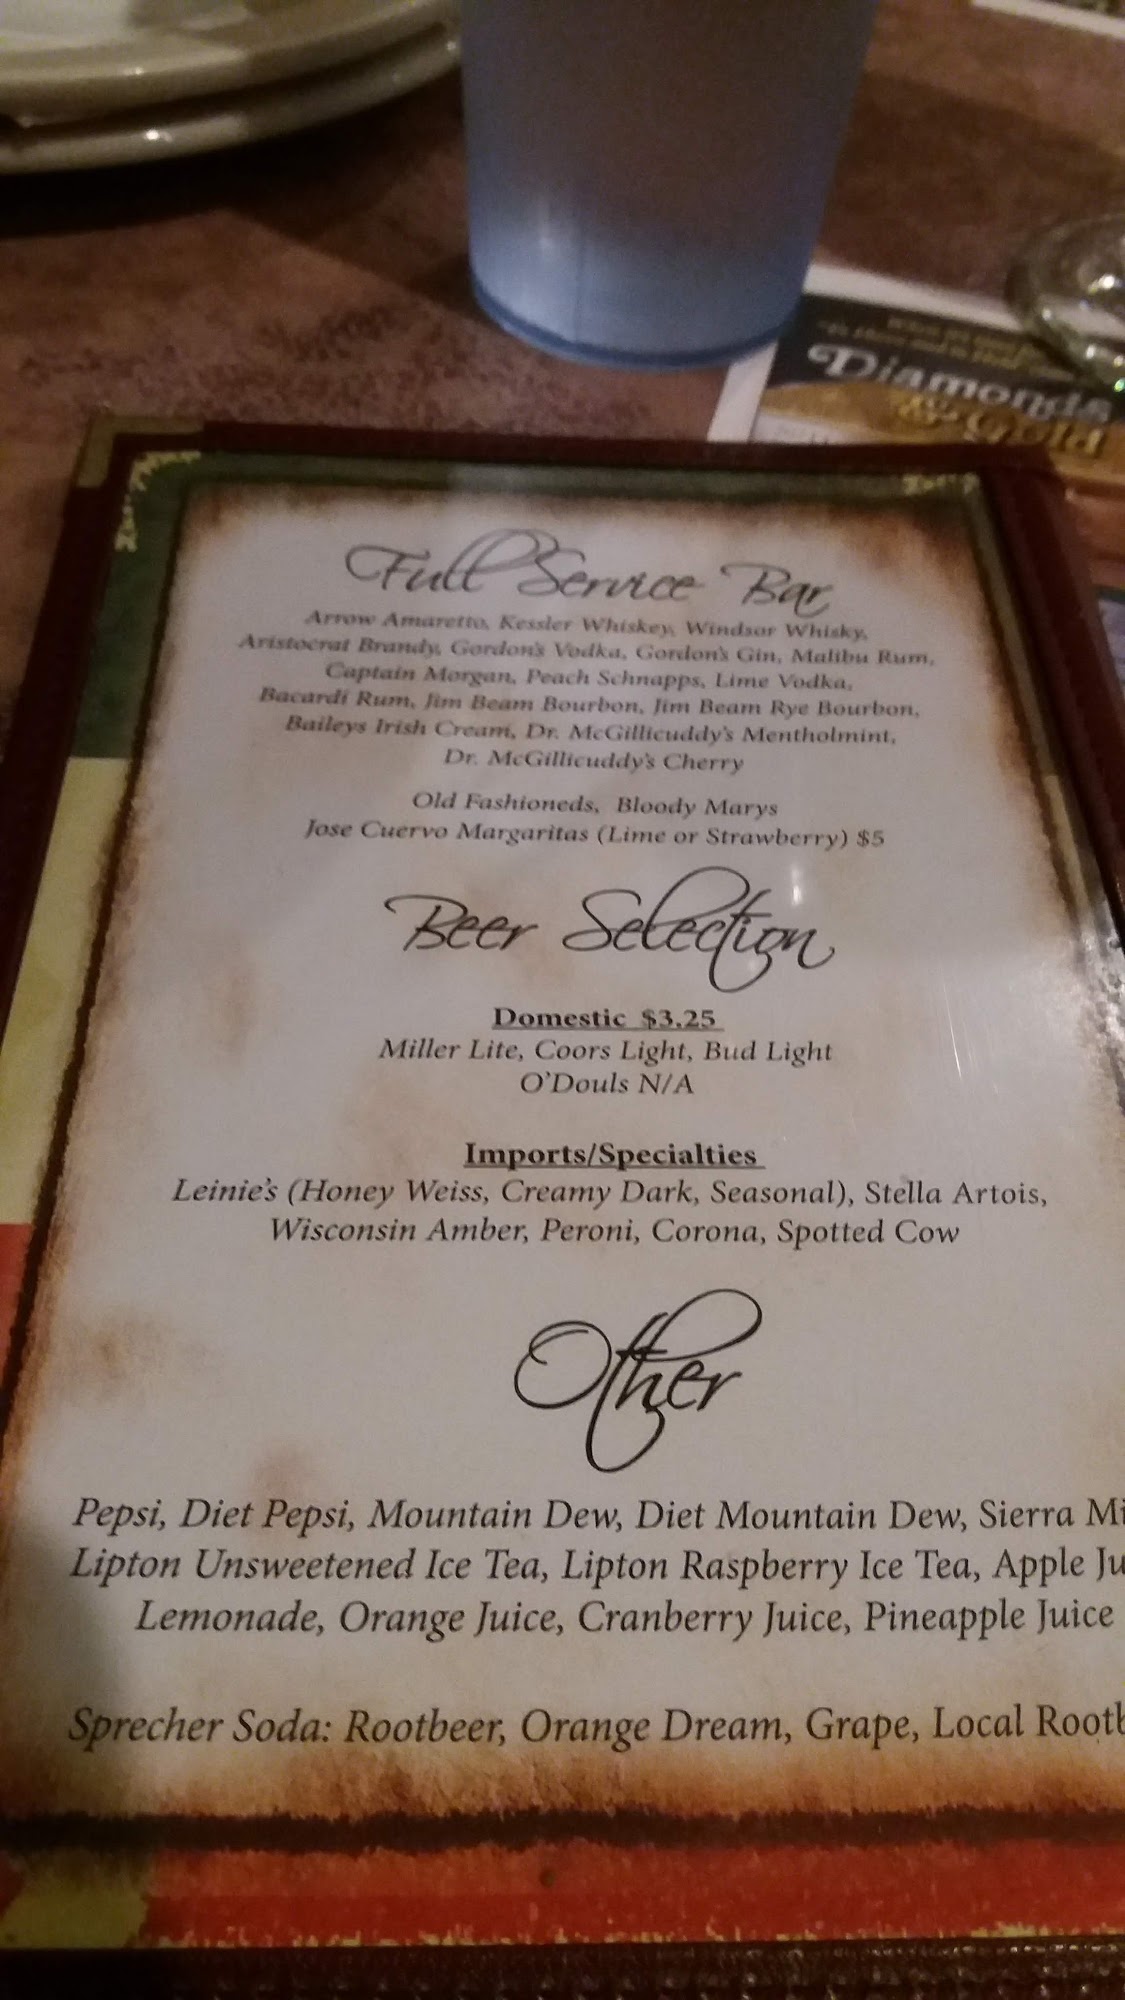 Diamonds
& Gold
Full Service Bar
Arrow Amaretto, Kessler Whiskey, Windsor Whisky,
Aristocrat Brandy, Gordon's Vodka, Gordon's Gin, Malibu Rum,
Captain Morgan, Peach Schnapps, Lime Vodka,
Bacardi Rum, Jim Beam Bourbon, Jim Beam Rye Bourbon,
Baileys Irish Cream, Dr. McGillicuddy's Mentholmint,
Dr. McGillicuddy's Cherry
Old Fashioneds, Bloody Marys
Jose Cuervo Margaritas (Lime or Strawberry) $5
Beer Selection
Domestic $3.25
Miller Lite, Coors Light, Bud Light
O'Douls N/A
Imports/Specialties
Leinie's (Honey Weiss, Creamy Dark, Seasonal), Stella Artois,
Wisconsin Amber, Peroni, Corona, Spotted Cow
Other
Pepsi, Diet Pepsi, Mountain Dew, Diet Mountain Dew, Sierra Mi
Lipton Unsweetened Ice Tea, Lipton Raspberry Ice Tea, Apple Ju
Lemonade, Orange Juice, Cranberry Juice, Pineapple Juice
Sprecher Soda: Rootbeer, Orange Dream, Grape, Local Rootb